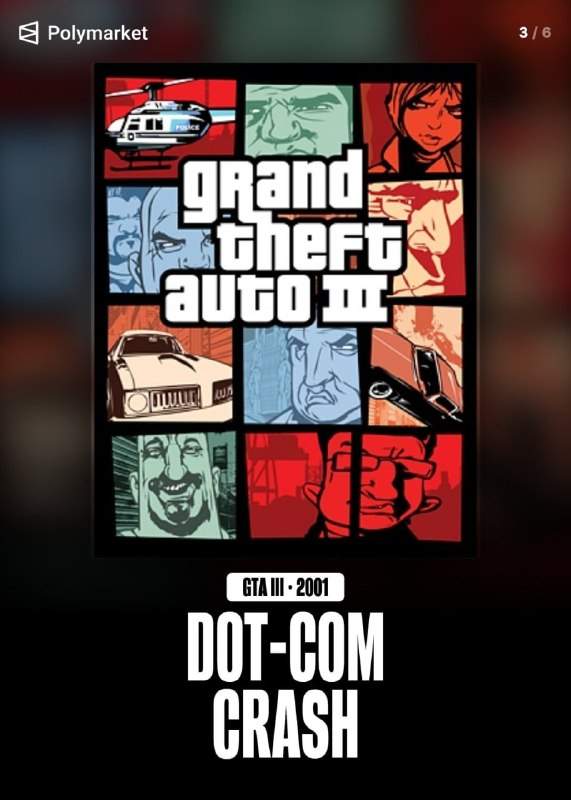 Polymarket
3 / 6
POLICE
grand
theft
auto III
GTA III • 2001
DOT-COM
CRASH